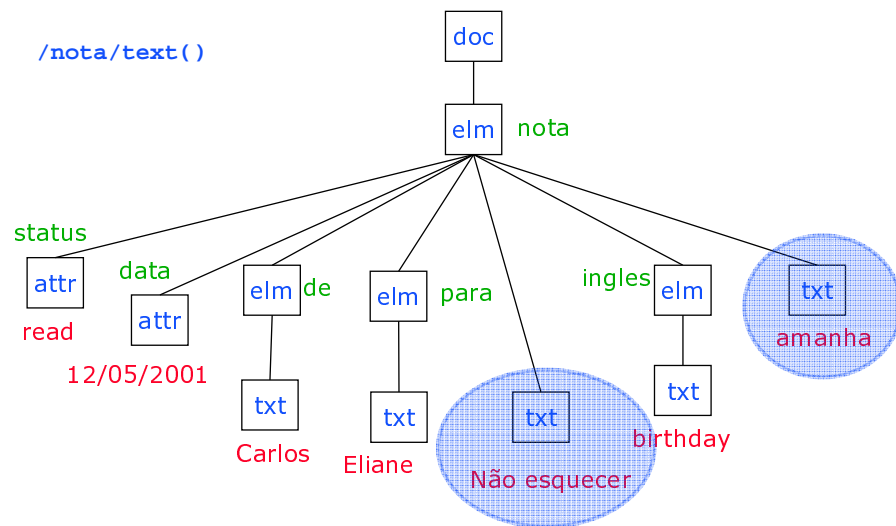 doc
/nota/text()
elm nota
status
attr
read
data
attr
12/05/2001
elm de
txt
Carlos
elm para
txt
Eliane
txt
Não esquecer
ingles elm
txt
birthday
txt
amanha